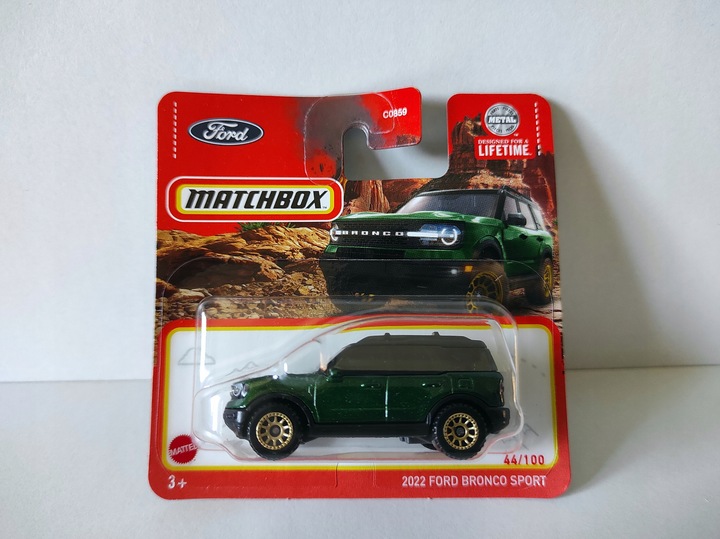 Ford
C0859
METAL
DESIGNED FOR A
LIFETIME
MATCHBOX
BRONCO
MATTEL
44/100
3+
2022 FORD BRONCO SPORT